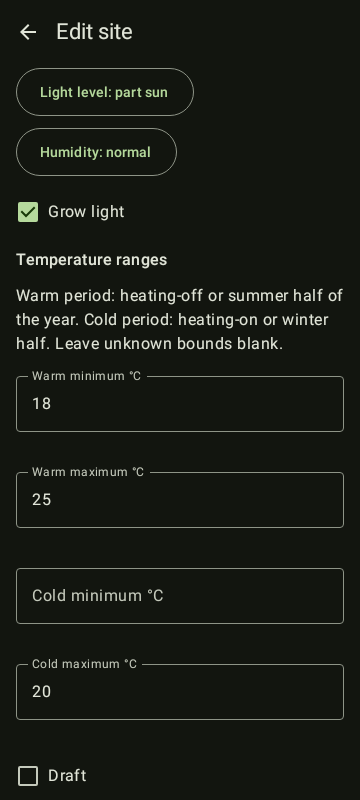 Edit site
Light level: part sun
Humidity: normal
Grow light
Temperature ranges
Warm period: heating-off or summer half of
the year. Cold period: heating-on or winter
half. Leave unknown bounds blank.
Warm minimum °C
18
Warm maximum °C
25
Cold minimum °C
Cold maximum °C
20
Draft